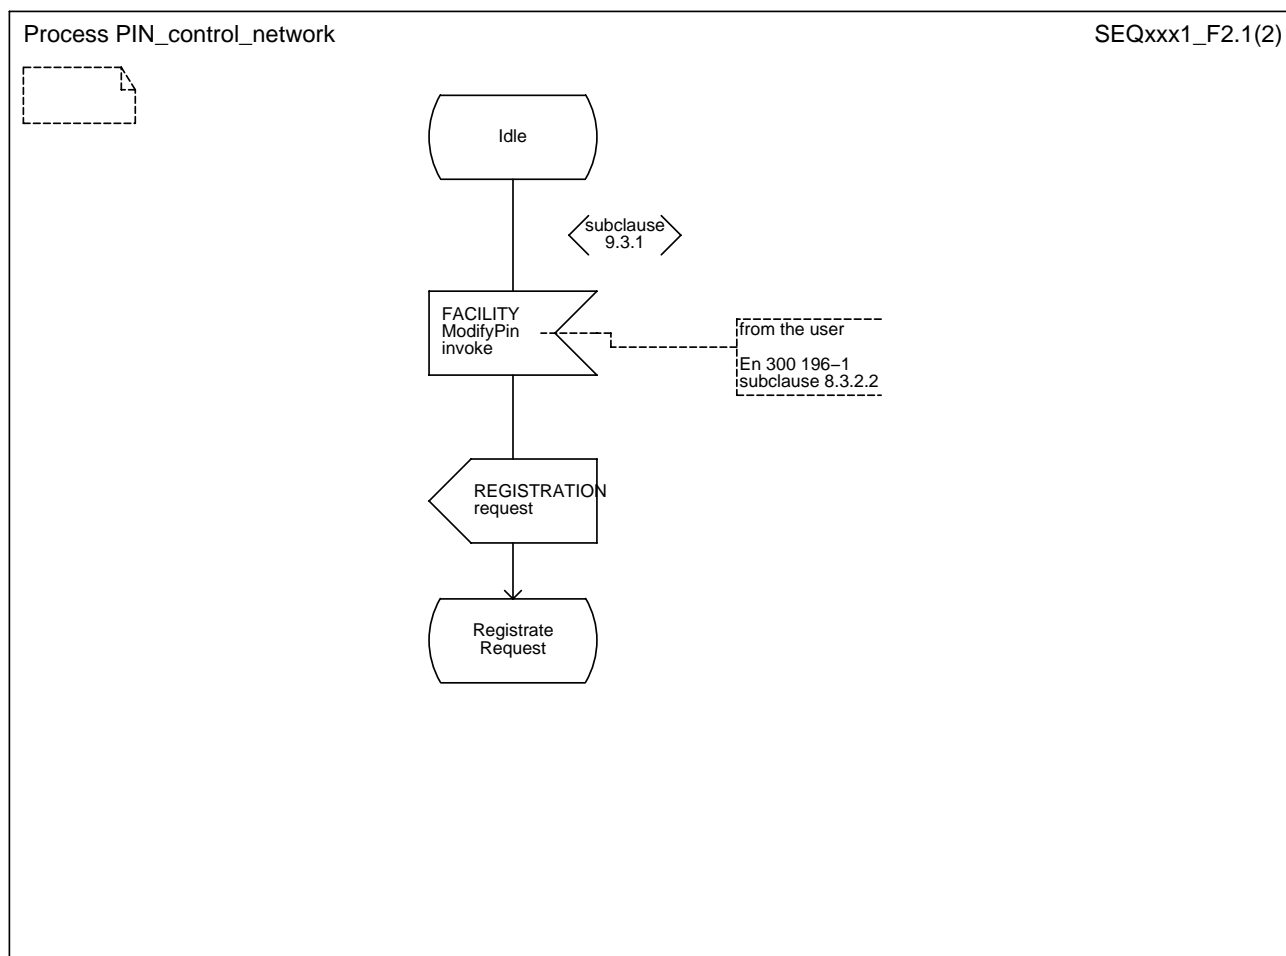 Process PIN_control_network
SEQxxx1_F2.1(2)
Idle
subclause
9.3.1
FACILITY
ModifyPin
invoke
from the user
En 300 196–1
subclause 8.3.2.2
REGISTRATION
request
Registrate
Request